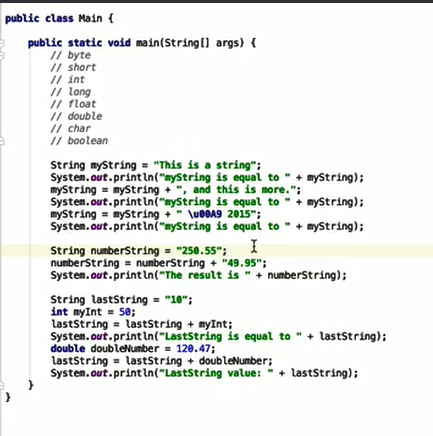 public class Main {
public static void main(String[] args) {
// byte
// short
// int
// long
// float
// double
// char
// boolean
String myString = "This is a string";
System.out.println("myString is equal to " + myString);
myString = myString + ", and this is more.";
System.out.println("myString is equal to " + myString);
myString = myString + " \u00A9 2015";
System.out.println("myString is equal to " + myString);
String numberString = "250.55";
numberString = numberString + "49.95";
System.out.println("The result is " + numberString);
String lastString = "10";
int myInt = 50;
lastString = lastString + myInt;
System.out.println("LastString is equal to " + lastString);
double doubleNumber = 120.47;
lastString = lastString + doubleNumber;
System.out.println("LastString value: " + lastString);
}
}